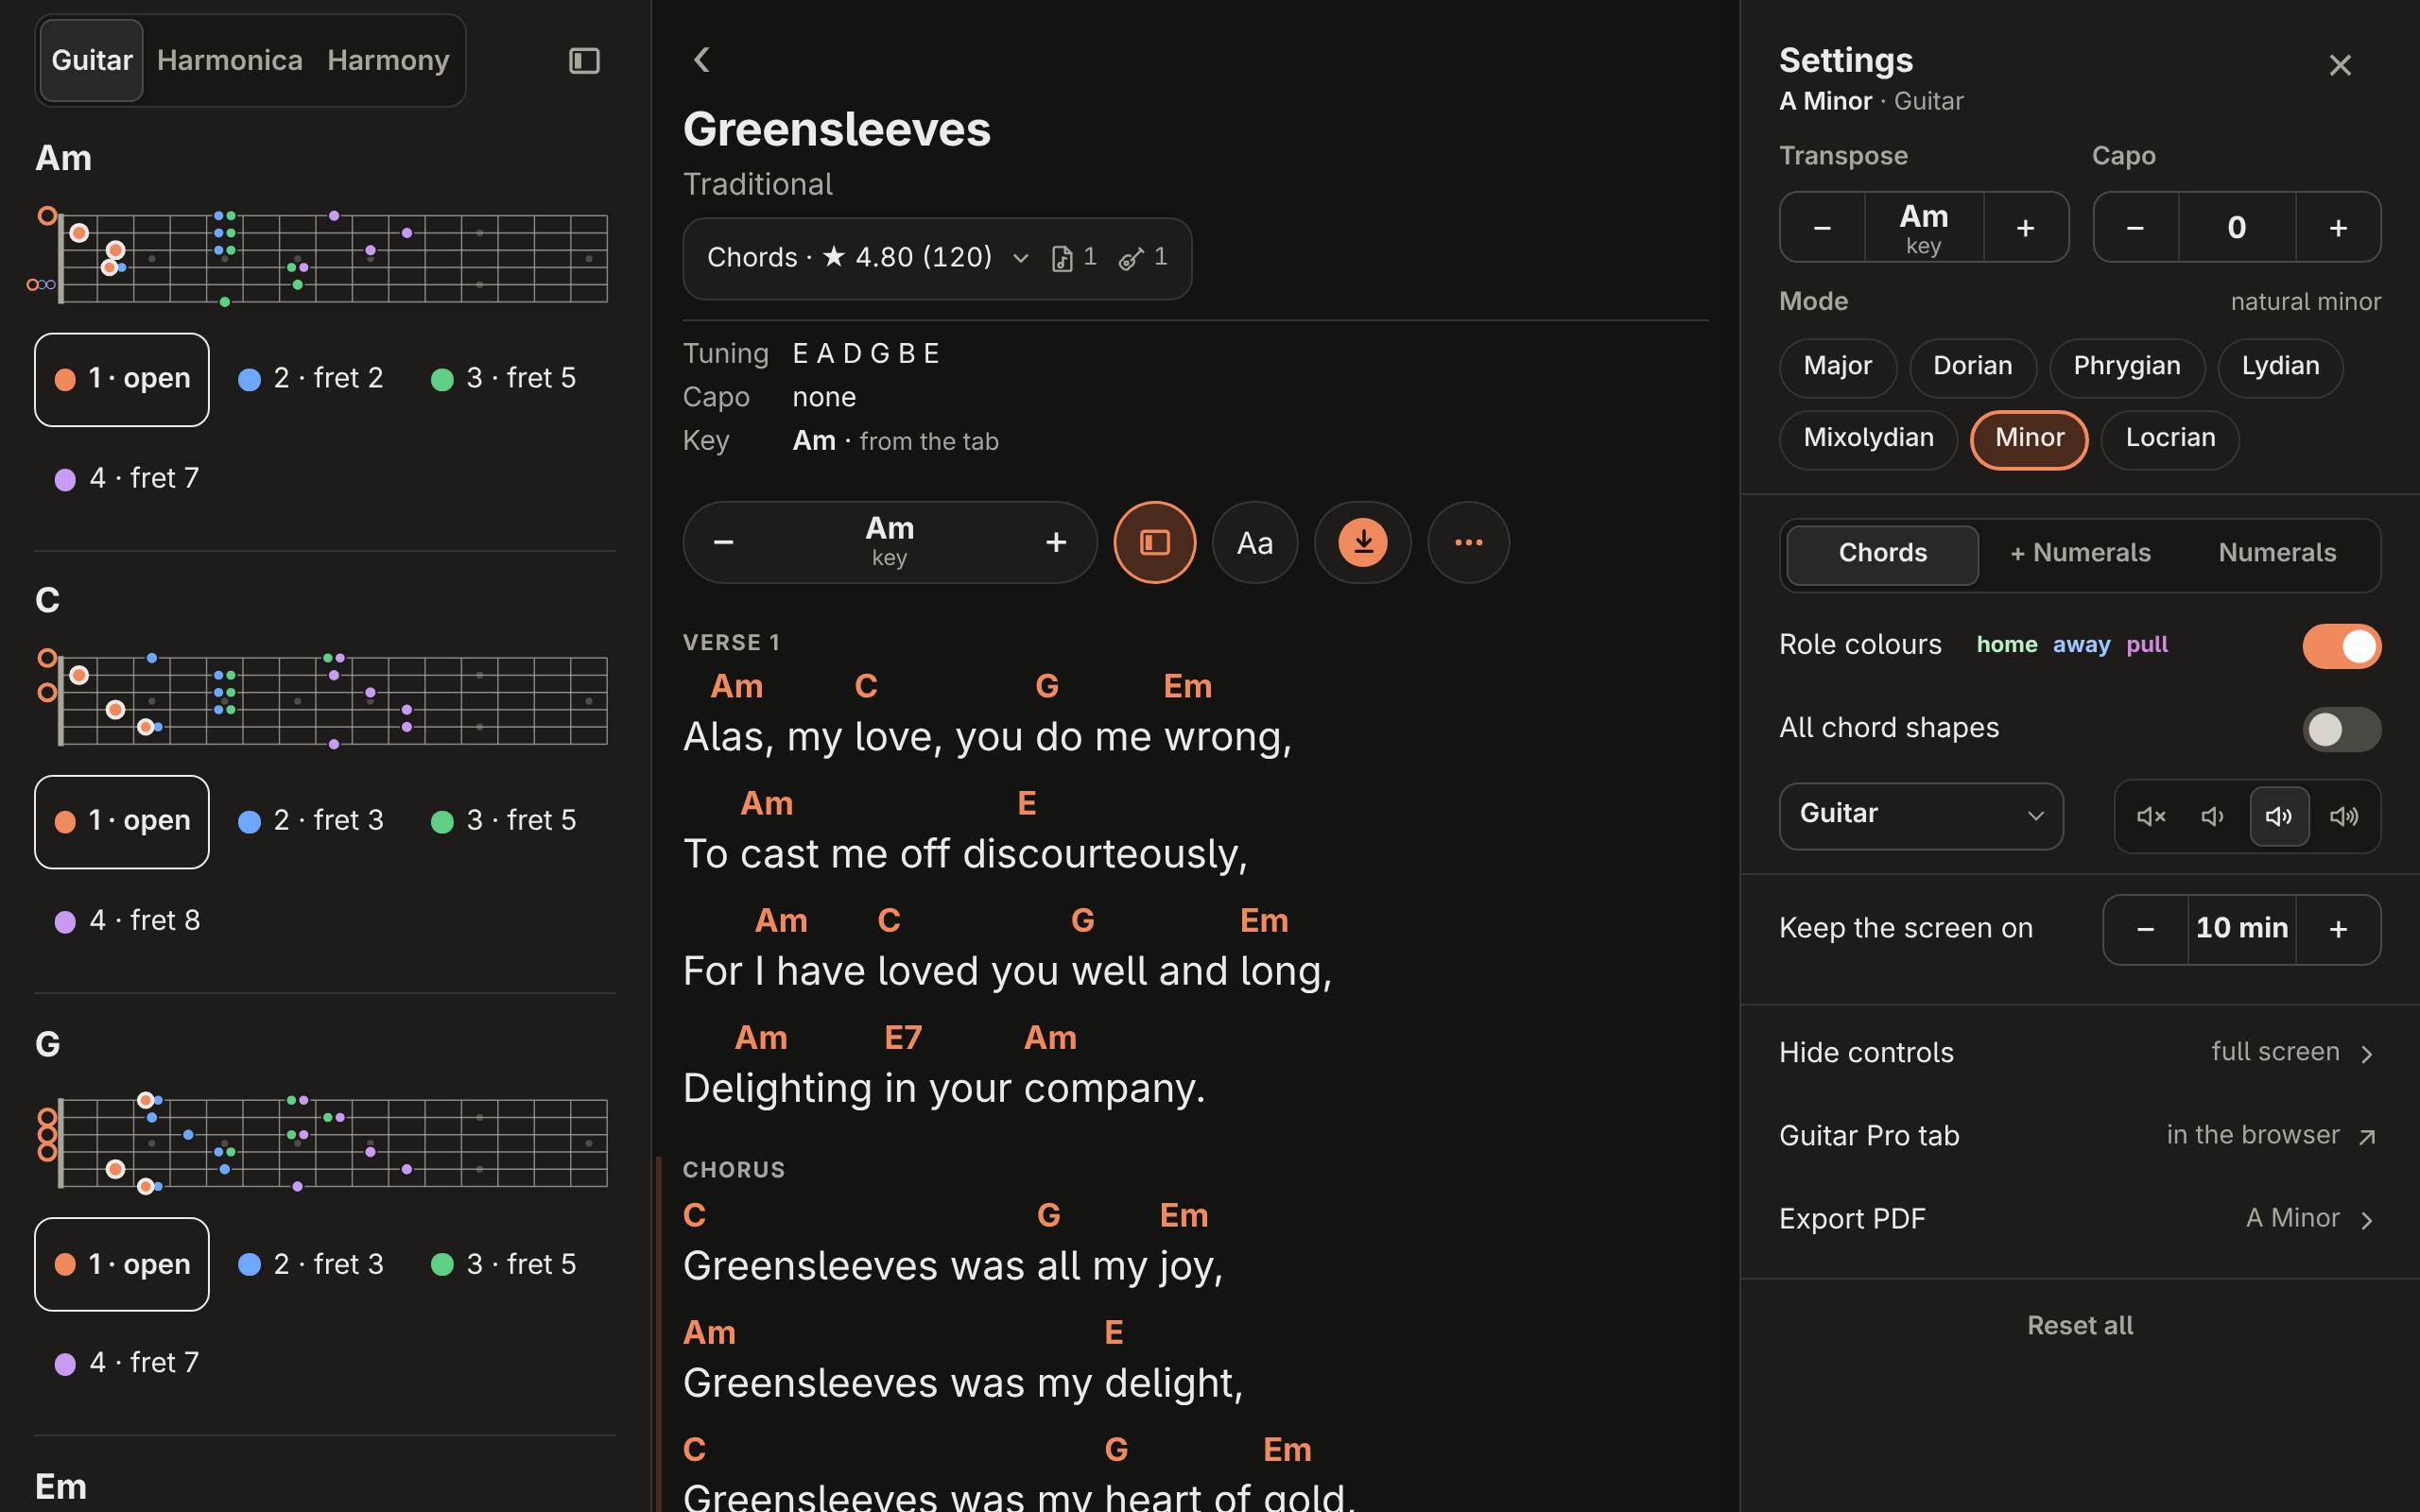 Guitar Harmonica Harmony
Am
1 · open 2 · fret 2 3 · fret 5
4 · fret 7
C
1 · open 2 · fret 3 3 · fret 5
4 · fret 8
G
1 · open 2 · fret 3 3 · fret 5
4 · fret 7
Em
Greensleeves
Traditional
Chords · ★ 4.80 (120) 1 1
Tuning E A D G B E
Capo none
Key Am · from the tab
− Am +
key
Aa
VERSE 1
Am C G Em
Alas, my love, you do me wrong,
Am E
To cast me off discourteously,
Am C G Em
For I have loved you well and long,
Am E7 Am
Delighting in your company.
CHORUS
C G Em
Greensleeves was all my joy,
Am E
Greensleeves was my delight,
C G Em
Greensleeves was my heart of gold,
Settings
A Minor · Guitar
Transpose Capo
− Am + − 0 +
key
Mode natural minor
Major Dorian Phrygian Lydian
Mixolydian Minor Locrian
Chords + Numerals Numerals
Role colours home away pull
All chord shapes
Guitar
Keep the screen on − 10 min +
Hide controls full screen
Guitar Pro tab in the browser
Export PDF A Minor
Reset all